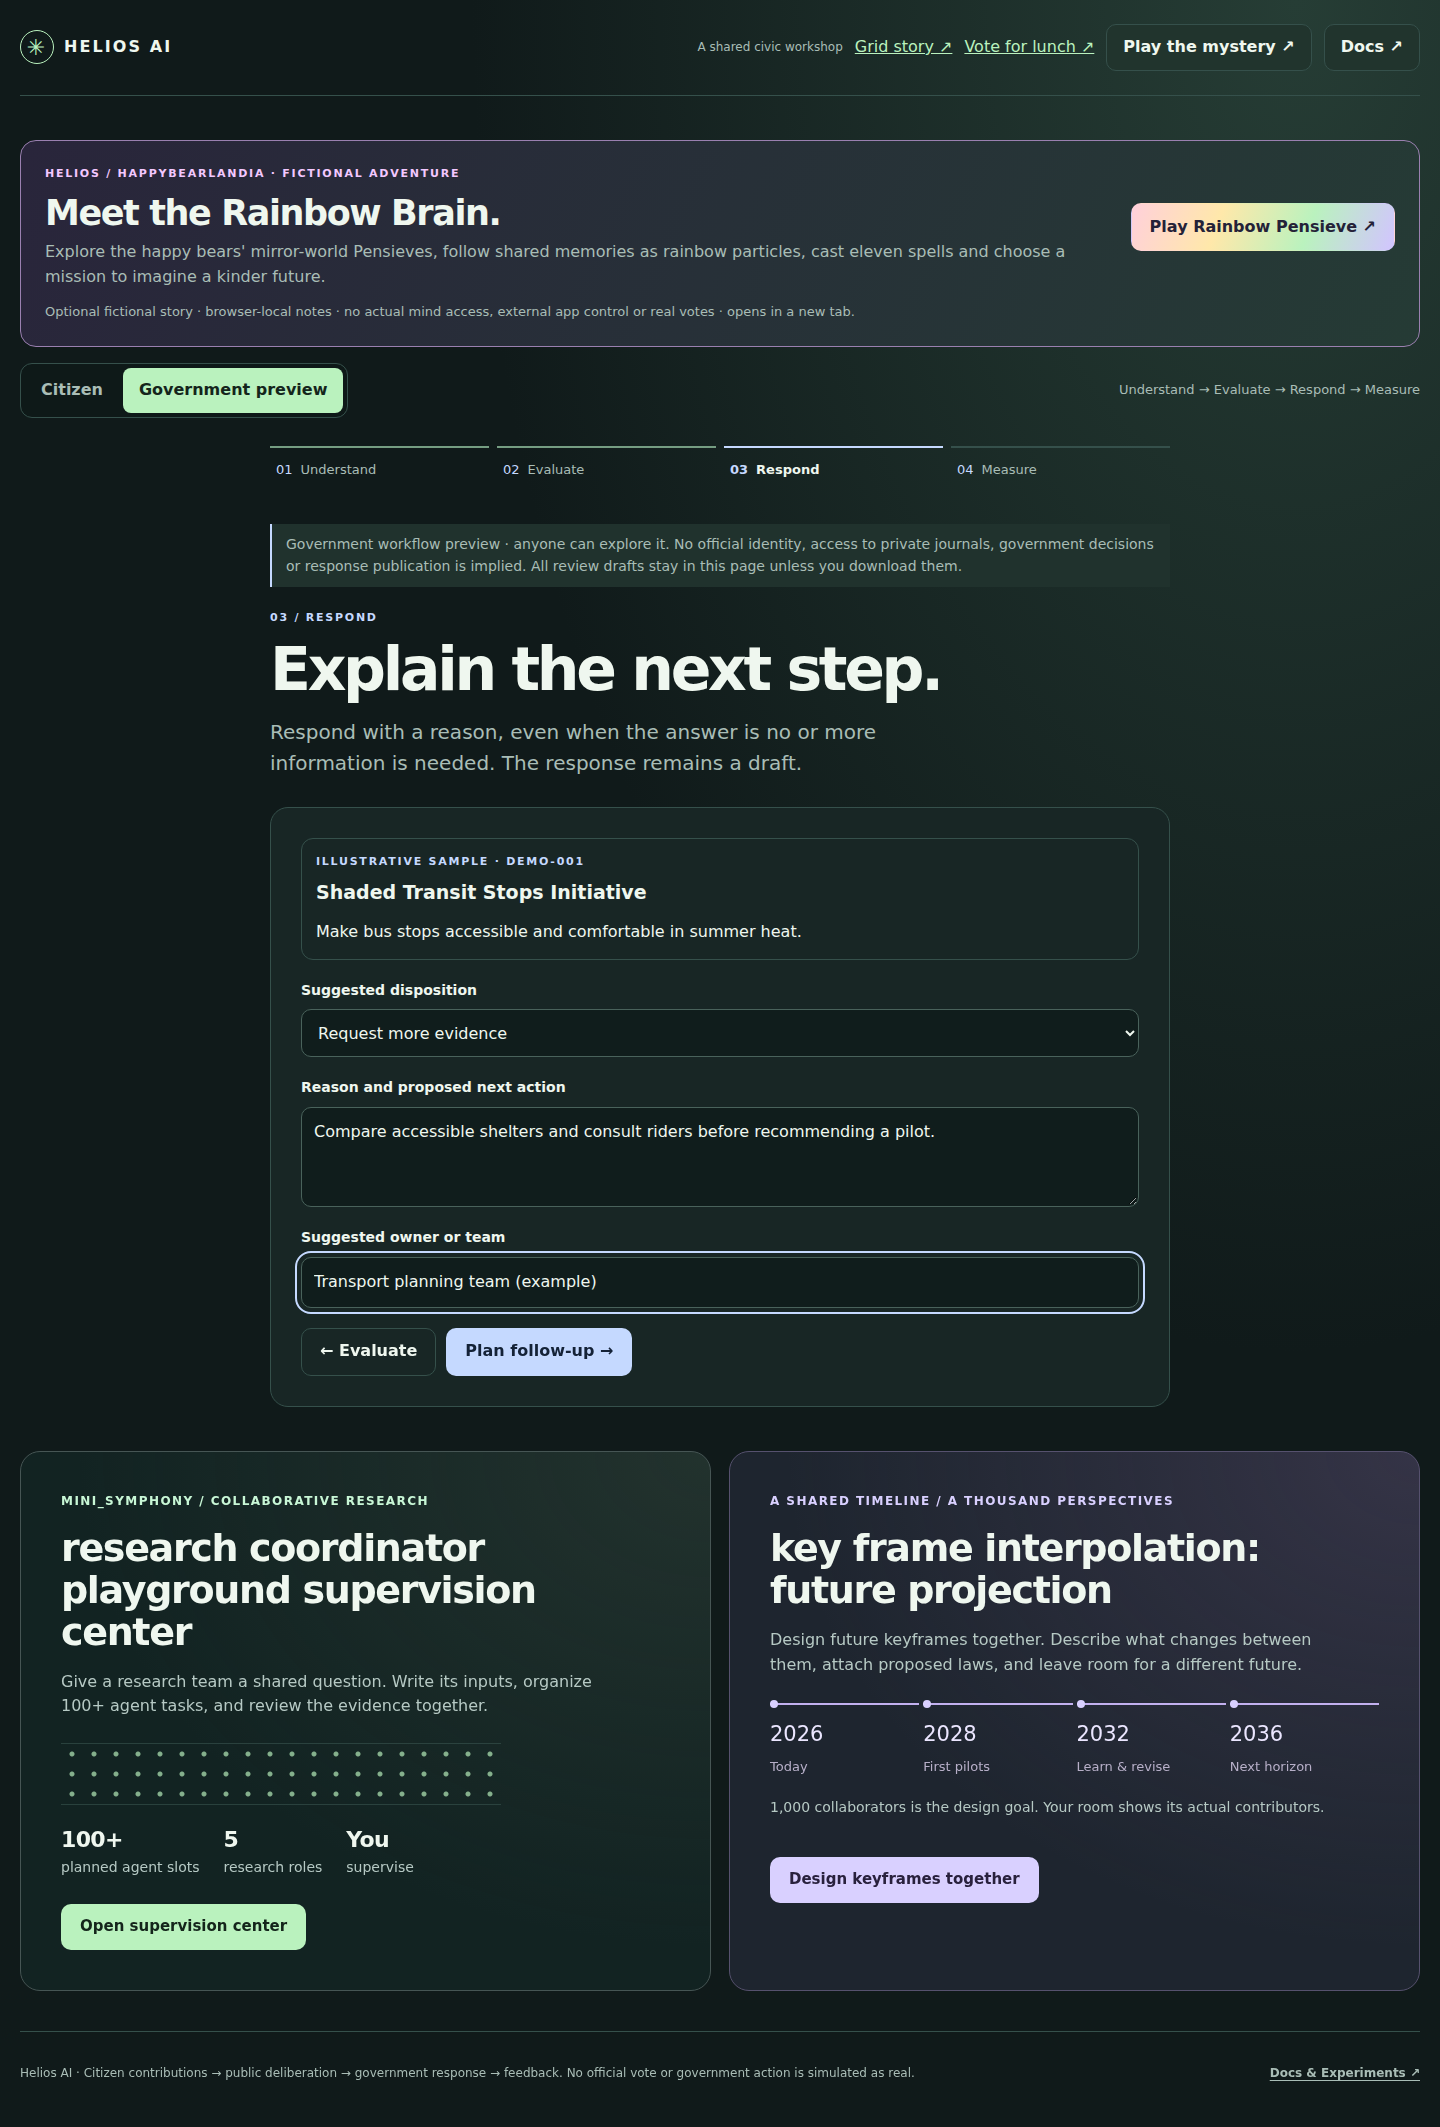 HELIOS AI
A shared civic workshop Grid story ↗ Vote for lunch ↗ Play the mystery ↗ Docs ↗
HELIOS / HAPPYBEARLANDIA · FICTIONAL ADVENTURE
Meet the Rainbow Brain.
Explore the happy bears' mirror-world Pensieves, follow shared memories as rainbow particles, cast eleven spells and choose a
mission to imagine a kinder future.
Optional fictional story · browser-local notes · no actual mind access, external app control or real votes · opens in a new tab.
Play Rainbow Pensieve ↗
Citizen Government preview
Understand → Evaluate → Respond → Measure
01 Understand
02 Evaluate
03 Respond
04 Measure
Government workflow preview · anyone can explore it. No official identity, access to private journals, government decisions
or response publication is implied. All review drafts stay in this page unless you download them.
03 / RESPOND
Explain the next step.
Respond with a reason, even when the answer is no or more
information is needed. The response remains a draft.
ILLUSTRATIVE SAMPLE · DEMO-001
Shaded Transit Stops Initiative
Make bus stops accessible and comfortable in summer heat.
Suggested disposition
Request more evidence
Reason and proposed next action
Compare accessible shelters and consult riders before recommending a pilot.
Suggested owner or team
Transport planning team (example)
← Evaluate
Plan follow-up →
MINI_SYMPHONY / COLLABORATIVE RESEARCH
research coordinator
playground supervision
center
Give a research team a shared question. Write its inputs, organize
100+ agent tasks, and review the evidence together.
100+ 5 You
planned agent slots research roles supervise
Open supervision center
A SHARED TIMELINE / A THOUSAND PERSPECTIVES
key frame interpolation:
future projection
Design future keyframes together. Describe what changes between
them, attach proposed laws, and leave room for a different future.
2026 2028 2032 2036
Today First pilots Learn & revise Next horizon
1,000 collaborators is the design goal. Your room shows its actual contributors.
Design keyframes together
Helios AI · Citizen contributions → public deliberation → government response → feedback. No official vote or government action is simulated as real.
Docs & Experiments ↗